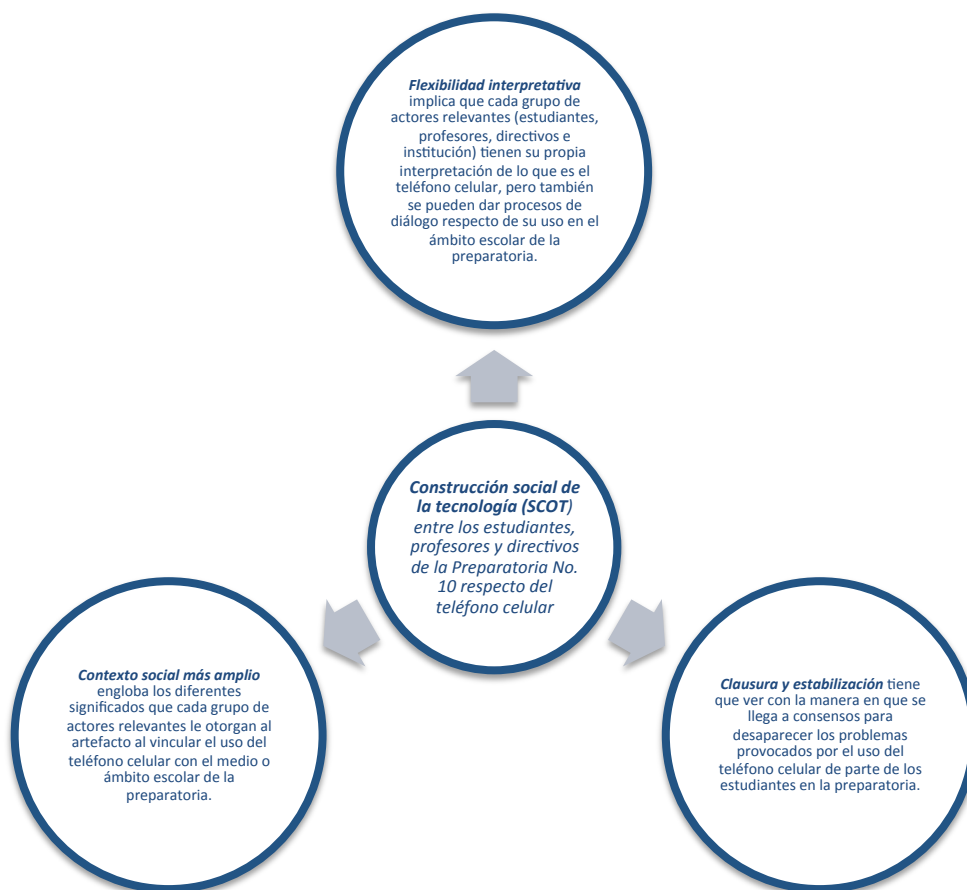 Flexibilidad interpretativa
implica que cada grupo de
actores relevantes (estudiantes,
profesores, directivos e
institución) tienen su propia
interpretación de lo que es el
teléfono celular, pero también
se pueden dar procesos de
diálogo respecto de su uso en el
ámbito escolar de la
preparatoria.
Construcción social de
la tecnología (SCOT)
entre los estudiantes,
profesores y directivos
de la Preparatoria No.
10 respecto del
teléfono celular
Contexto social más amplio
engloba los diferentes
significados que cada grupo de
actores relevantes le otorgan al
artefacto al vincular el uso del
teléfono celular con el medio o
ámbito escolar de la
preparatoria.
Clausura y estabilización tiene
que ver con la manera en que se
llega a consensos para
desaparecer los problemas
provocados por el uso del
teléfono celular de parte de los
estudiantes en la preparatoria.